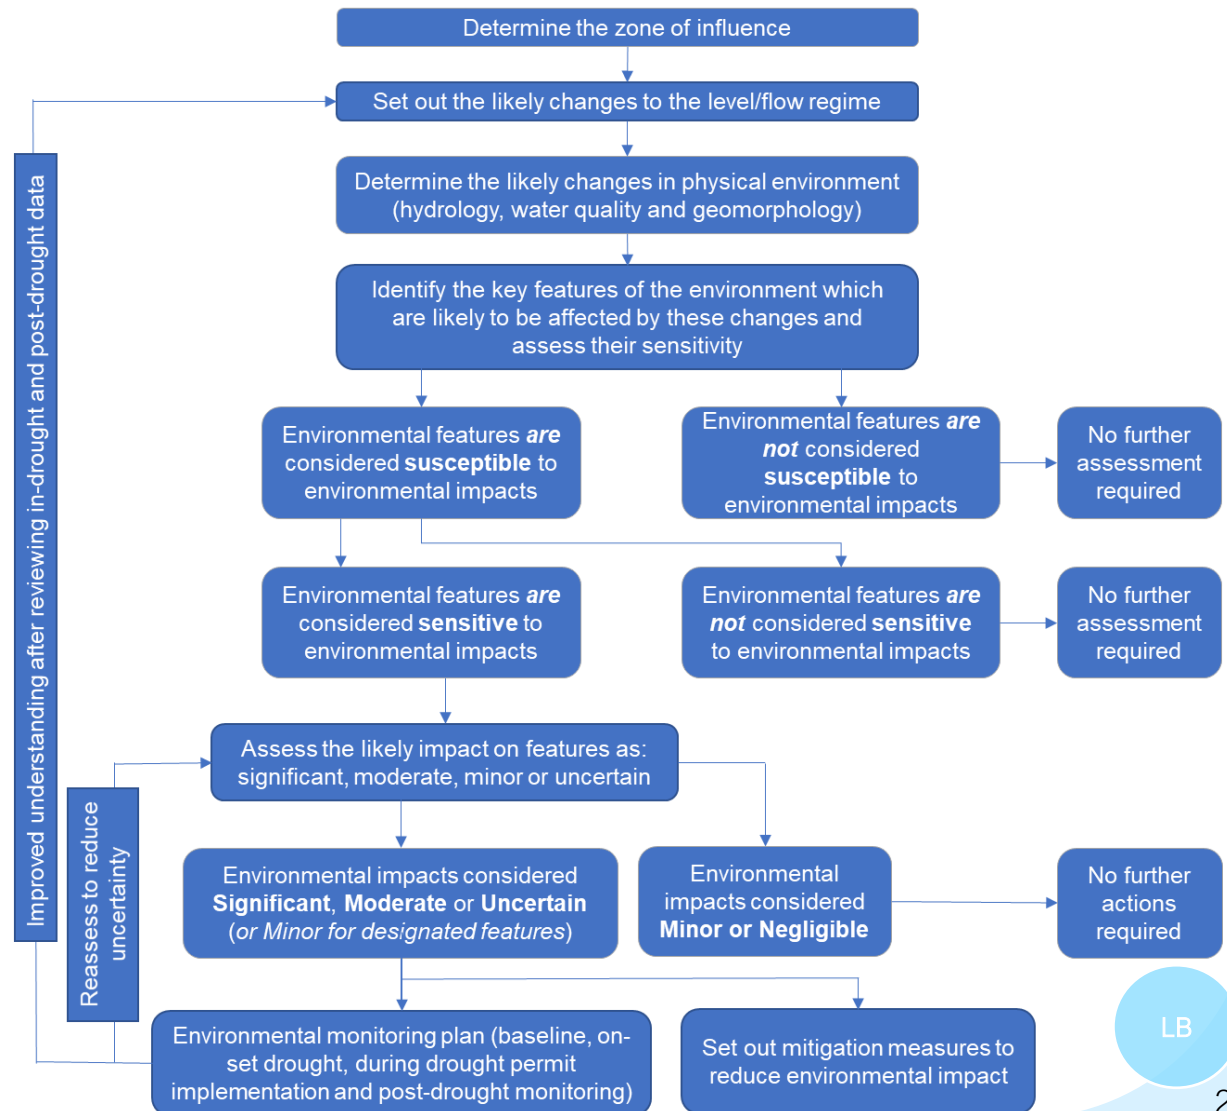 Determine the zone of influence
Set out the likely changes to the level/flow regime
Determine the likely changes in physical environment
(hydrology, water quality and geomorphology)
Identify the key features of the environment which
are likely to be affected by these changes and
assess their sensitivity
Environmental features are
considered susceptible to
environmental impacts
Environmental features are
not considered
susceptible to
environmental impacts
No further
assessment
required
Environmental features are
considered sensitive to
environmental impacts
Environmental features are
not considered sensitive
to environmental impacts
No further
assessment
required
Assess the likely impact on features as:
significant, moderate, minor or uncertain
Environmental impacts considered
Significant, Moderate or Uncertain
(or Minor for designated features)
Environmental
impacts considered
Minor or Negligible
No further
actions
required
Environmental monitoring plan (baseline, on-
set drought, during drought permit
implementation and post-drought monitoring)
Set out mitigation measures to
reduce environmental impact
Improved understanding after reviewing in-drought and post-drought data
Reassess to reduce
uncertainty
LB
2